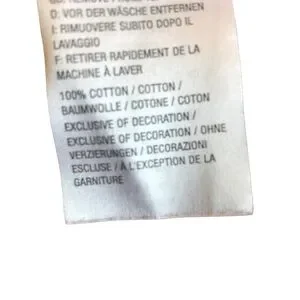 D: VOR DER WÄSCHE ENTFERNEN
I: RIMUOVERE SUBITO DOPO IL
LAVAGGIO
F: RETIRER RAPIDEMENT DE LA
MACHINE À LAVER
100% COTTON / COTTON /
BAUMWOLLE / COTONE / COTON
EXCLUSIVE OF DECORATION /
EXCLUSIVE OF DECORATION / OHNE
VERZIERUNGEN / DECORAZIONI
ESCLUSE / À L'EXCEPTION DE LA
GARNITURE